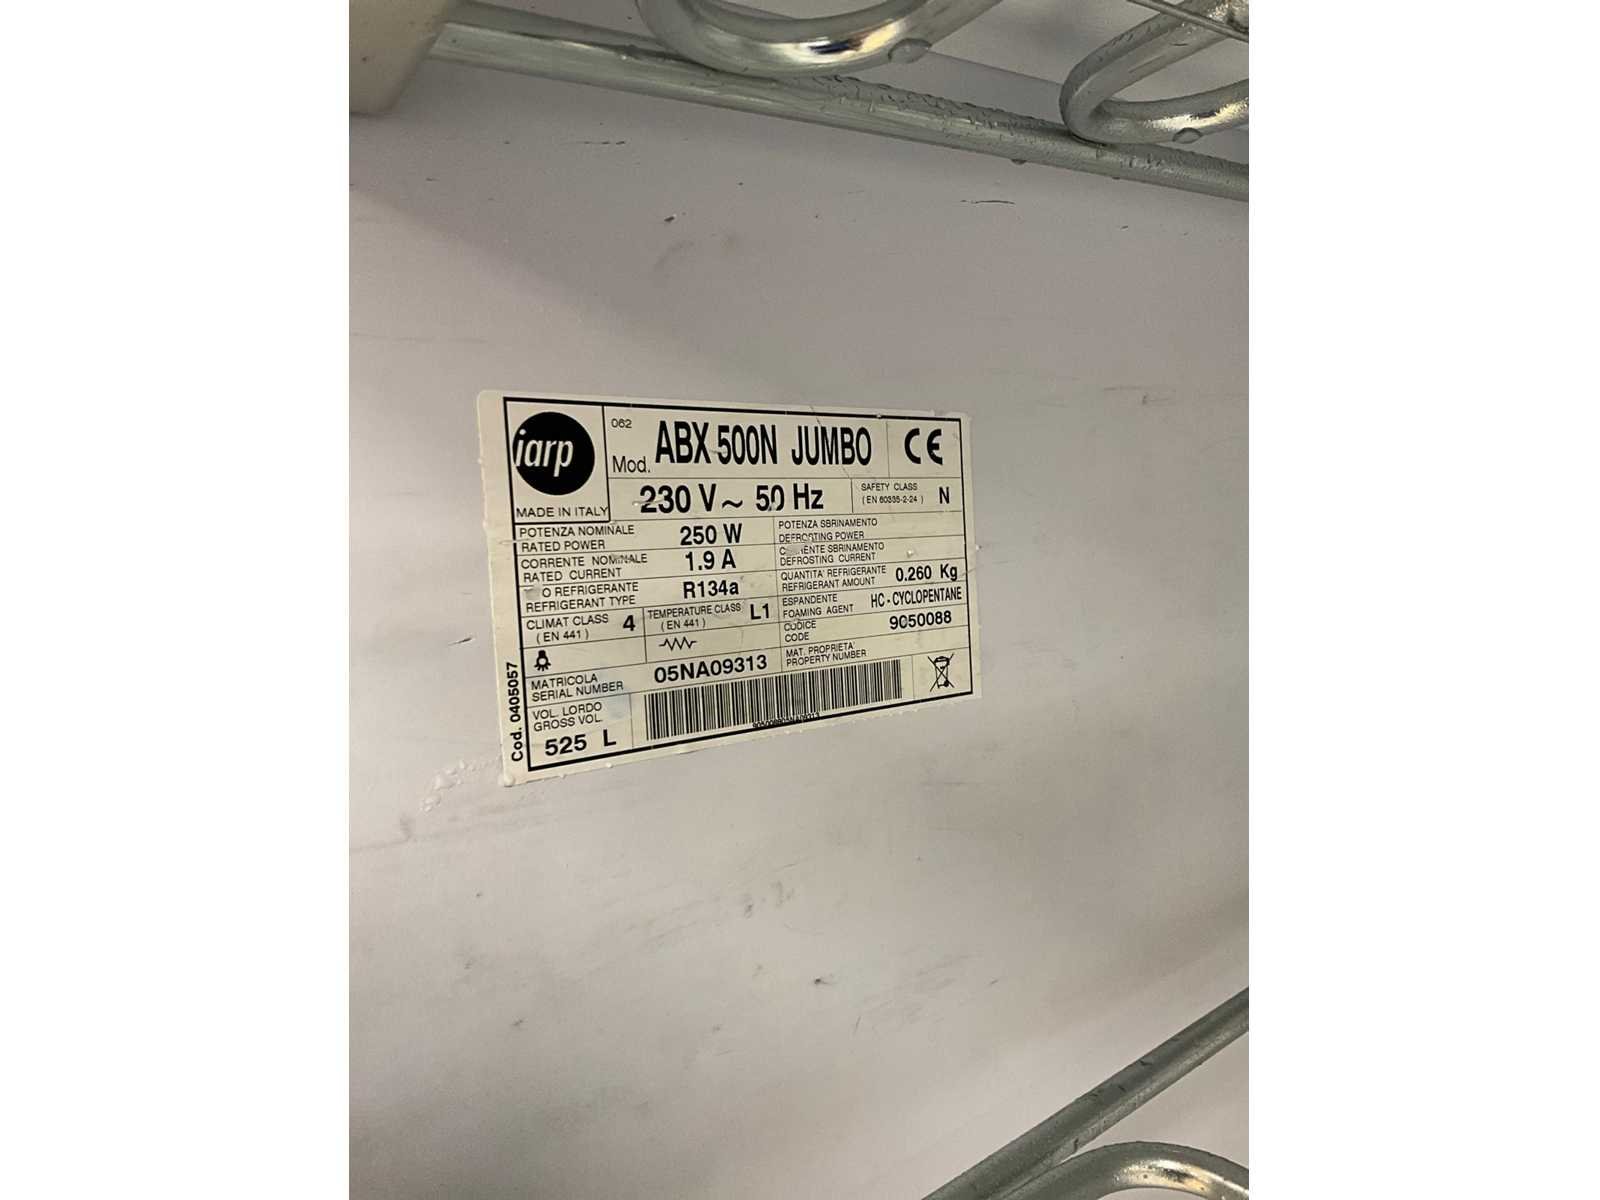 iarp
MADE IN ITALY
062
Mod. ABX 500N JUMBO
CE
230 V ~ 50 Hz
SAFETY CLASS
(EN 60335-2-24) N
POTENZA NOMINALE
RATED POWER
250 W
POTENZA SBRINAMENTO
DEFROSTING POWER
CORRENTE NOMINALE
RATED CURRENT
1.9 A
SBRINAMENTO
DEFROSTING CURRENT
REFRIGERANTE
REFRIGERANT TYPE
R134a
QUANTITA' REFRIGERANTE
REFRIGERANT AMOUNT
0.260 Kg
CLIMAT CLASS
(EN 441)
4
TEMPERATURE CLASS
(EN 441)
L1
ESPANDENTE
FOAMING AGENT
HC-CYCLOPENTANE
CODICE
CODE
9050088
MATRICOLA
SERIAL NUMBER
05NA09313
MAT. PROPRIETA'
PROPERTY NUMBER
VOL. LORDO
GROSS VOL.
525 L
Cod. 0405057